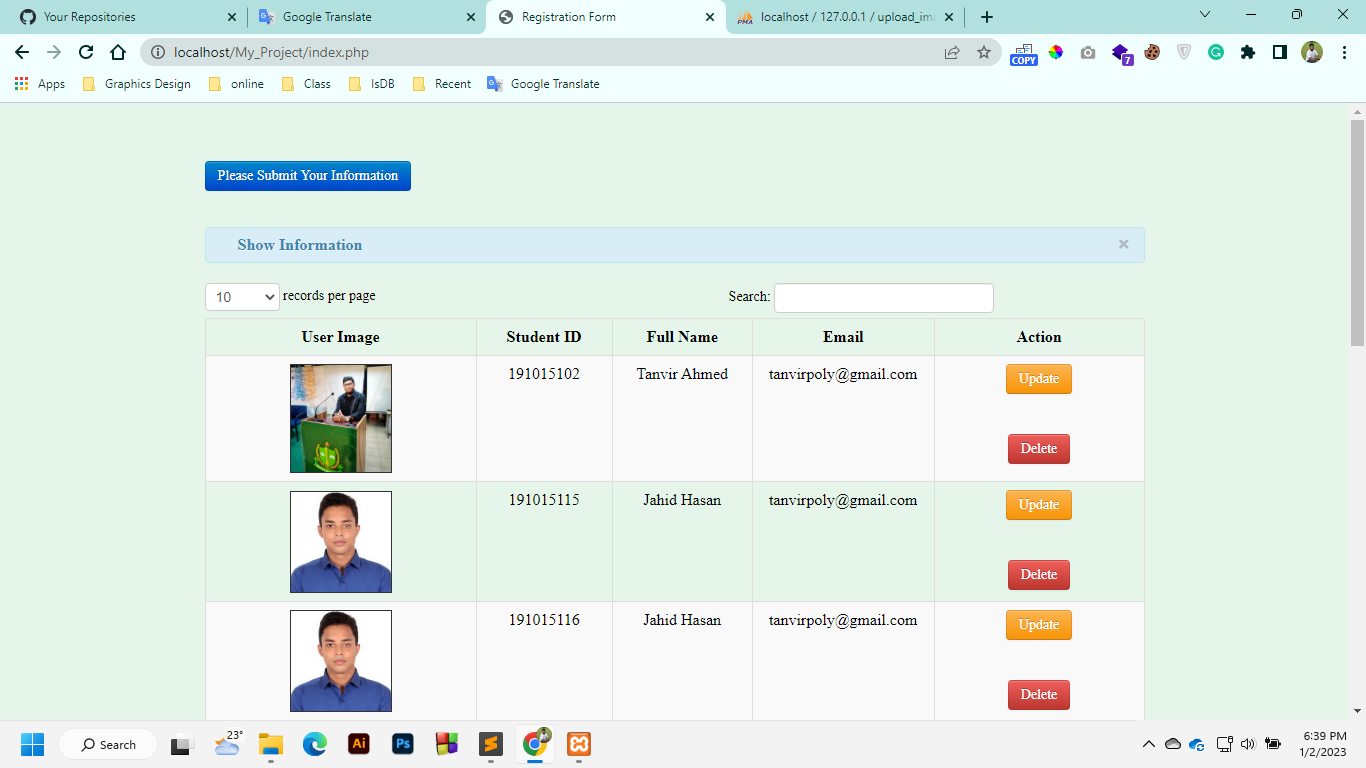 Your Repositories
Google Translate
Registration Form
localhost / 127.0.0.1 / upload_im
localhost/My_Project/index.php
COPY
7
Apps
Graphics Design
online
Class
IsDB
Recent
Google Translate
Please Submit Your Information
Show Information
×
10 records per page
Search:
User Image Student ID Full Name Email Action
191015102 Tanvir Ahmed tanvirpoly@gmail.com Update
Delete
191015115 Jahid Hasan tanvirpoly@gmail.com Update
Delete
191015116 Jahid Hasan tanvirpoly@gmail.com Update
Delete
Search
23°
Ai
Ps
6:39 PM
1/2/2023